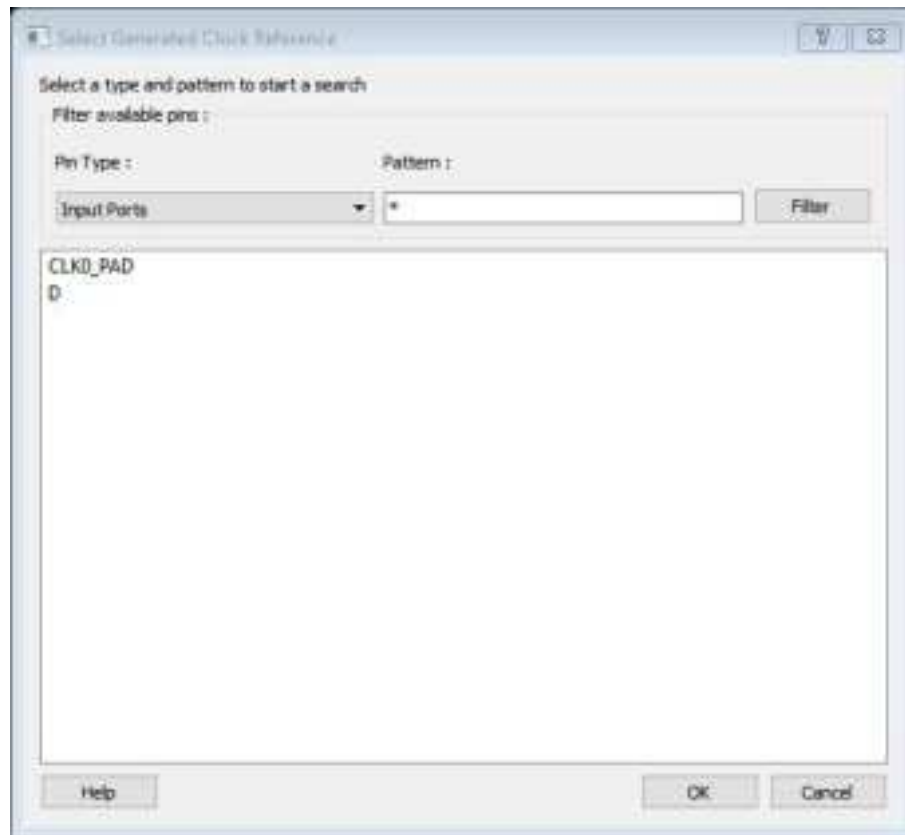 Select Generated Clock Reference
Select a type and pattern to start a search
Filter available pins :
Pin Type : Pattern :
Input Ports * Filter
CLK0_PAD
D
Help OK Cancel